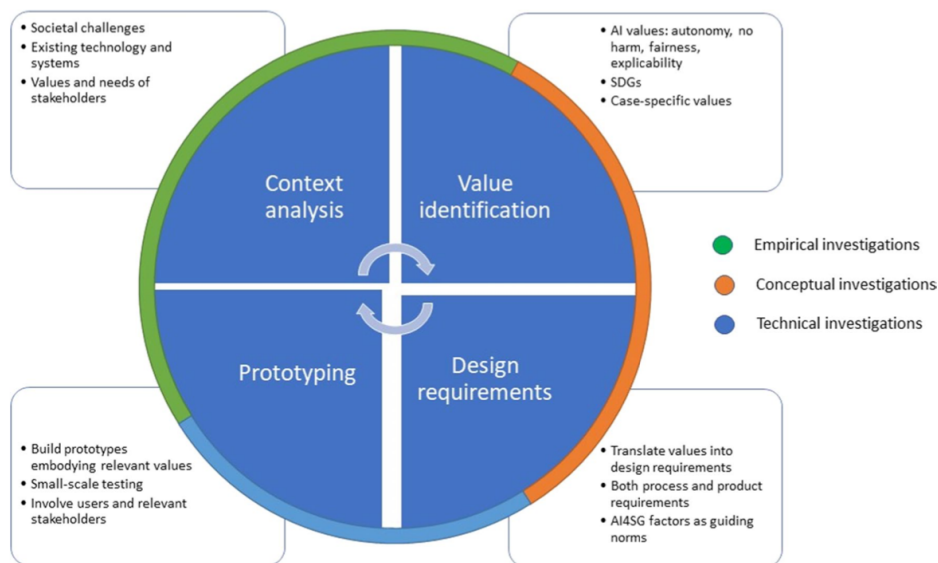 • Societal challenges
• Existing technology and
systems
• Values and needs of
stakeholders
• AI values: autonomy, no
harm, fairness,
explicability
• SDGs
• Case-specific values
Context
analysis
Value
identification
Prototyping
Design
requirements
• Build prototypes
embodying relevant values
• Small-scale testing
• Involve users and relevant
stakeholders
• Translate values into
design requirements
• Both process and product
requirements
• AI4SG factors as guiding
norms
Empirical investigations
Conceptual investigations
Technical investigations